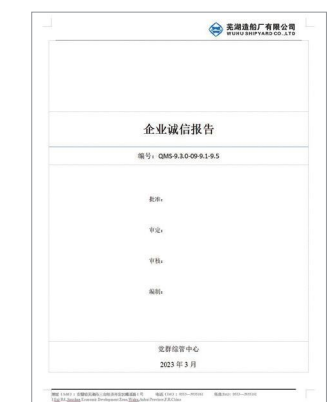 芜湖造船厂有限公司
WUHU SHIPYARD CO.,LTD
企业诚信报告
编号：QMS-9.3.0-09-9.1-9.5
批准：
审定：
审核：
编制：
党群综管中心
2023 年 3 月